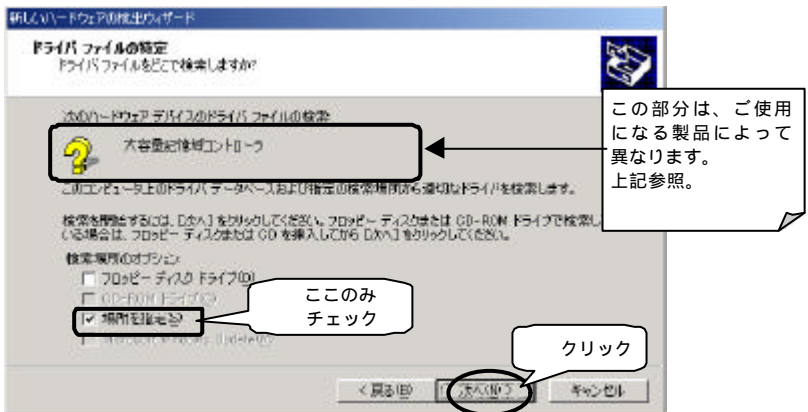 新しいハードウェアの検出ウィザード
ドライバ ファイルの特定
ドライバ ファイルをどこで検索しますか?
次のハードウェア デバイスのドライバ ファイルの検索:
大容量記憶域コントローラ
このコンピュータ上のドライバ データベースおよび指定の検索場所から適切なドライバを検索します。
検索を開始するには、[次へ] をクリックしてください。フロッピー ディスクまたは CD-ROM ドライブで検索し
いる場合は、フロッピー ディスクまたは CD を挿入してから [次へ] をクリックしてください。
検索場所のオプション:
フロッピー ディスク ドライブ(D)
CD-ROM ドライブ(C)
場所を指定(S)
Microsoft Windows Update(M)
< 戻る(B)
次へ(N) >
キャンセル
この部分は、ご使用
になる製品によって
異なります。
上記参照。
ここのみ
チェック
クリック